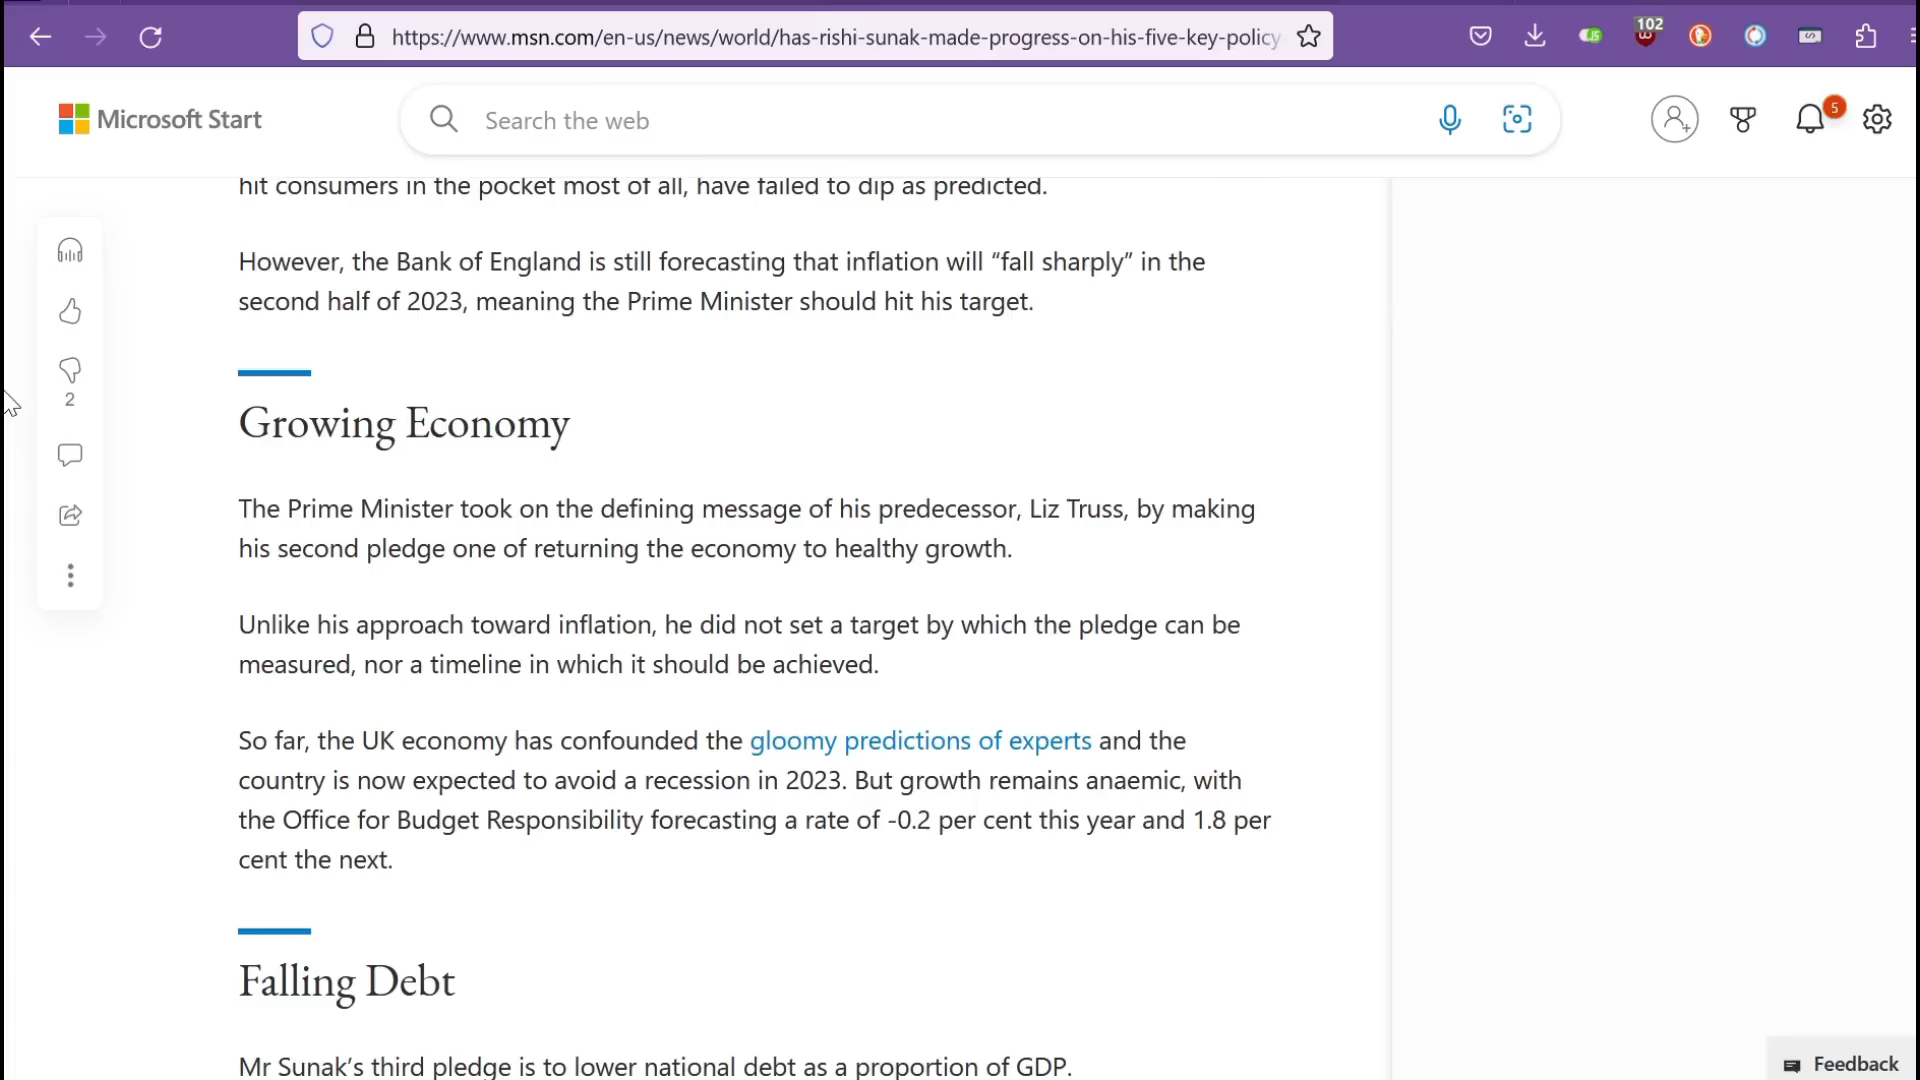 https://www.msn.com/en-us/news/world/has-rishi-sunak-made-progress-on-his-five-key-policy
102
Microsoft Start
Search the web
5
hit consumers in the pocket most of all, have failed to dip as predicted.
However, the Bank of England is still forecasting that inflation will “fall sharply” in the
second half of 2023, meaning the Prime Minister should hit his target.
2
Growing Economy
The Prime Minister took on the defining message of his predecessor, Liz Truss, by making
his second pledge one of returning the economy to healthy growth.
Unlike his approach toward inflation, he did not set a target by which the pledge can be
measured, nor a timeline in which it should be achieved.
So far, the UK economy has confounded the gloomy predictions of experts and the
country is now expected to avoid a recession in 2023. But growth remains anaemic, with
the Office for Budget Responsibility forecasting a rate of -0.2 per cent this year and 1.8 per
cent the next.
Falling Debt
Mr Sunak’s third pledge is to lower national debt as a proportion of GDP.
Feedback